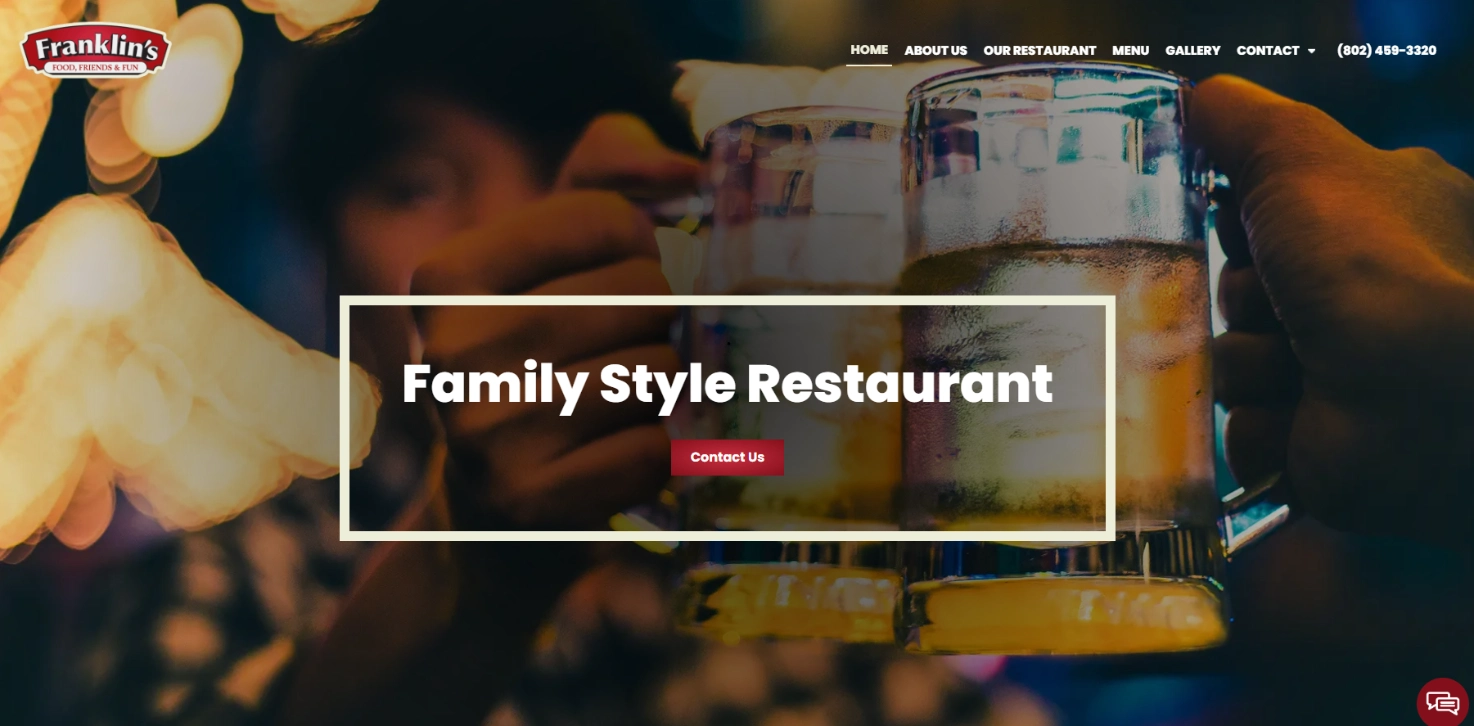 Franklin's
FOOD, FRIENDS & FUN
HOME ABOUT US OUR RESTAURANT MENU GALLERY CONTACT (802) 459-3320
Family Style Restaurant
Contact Us